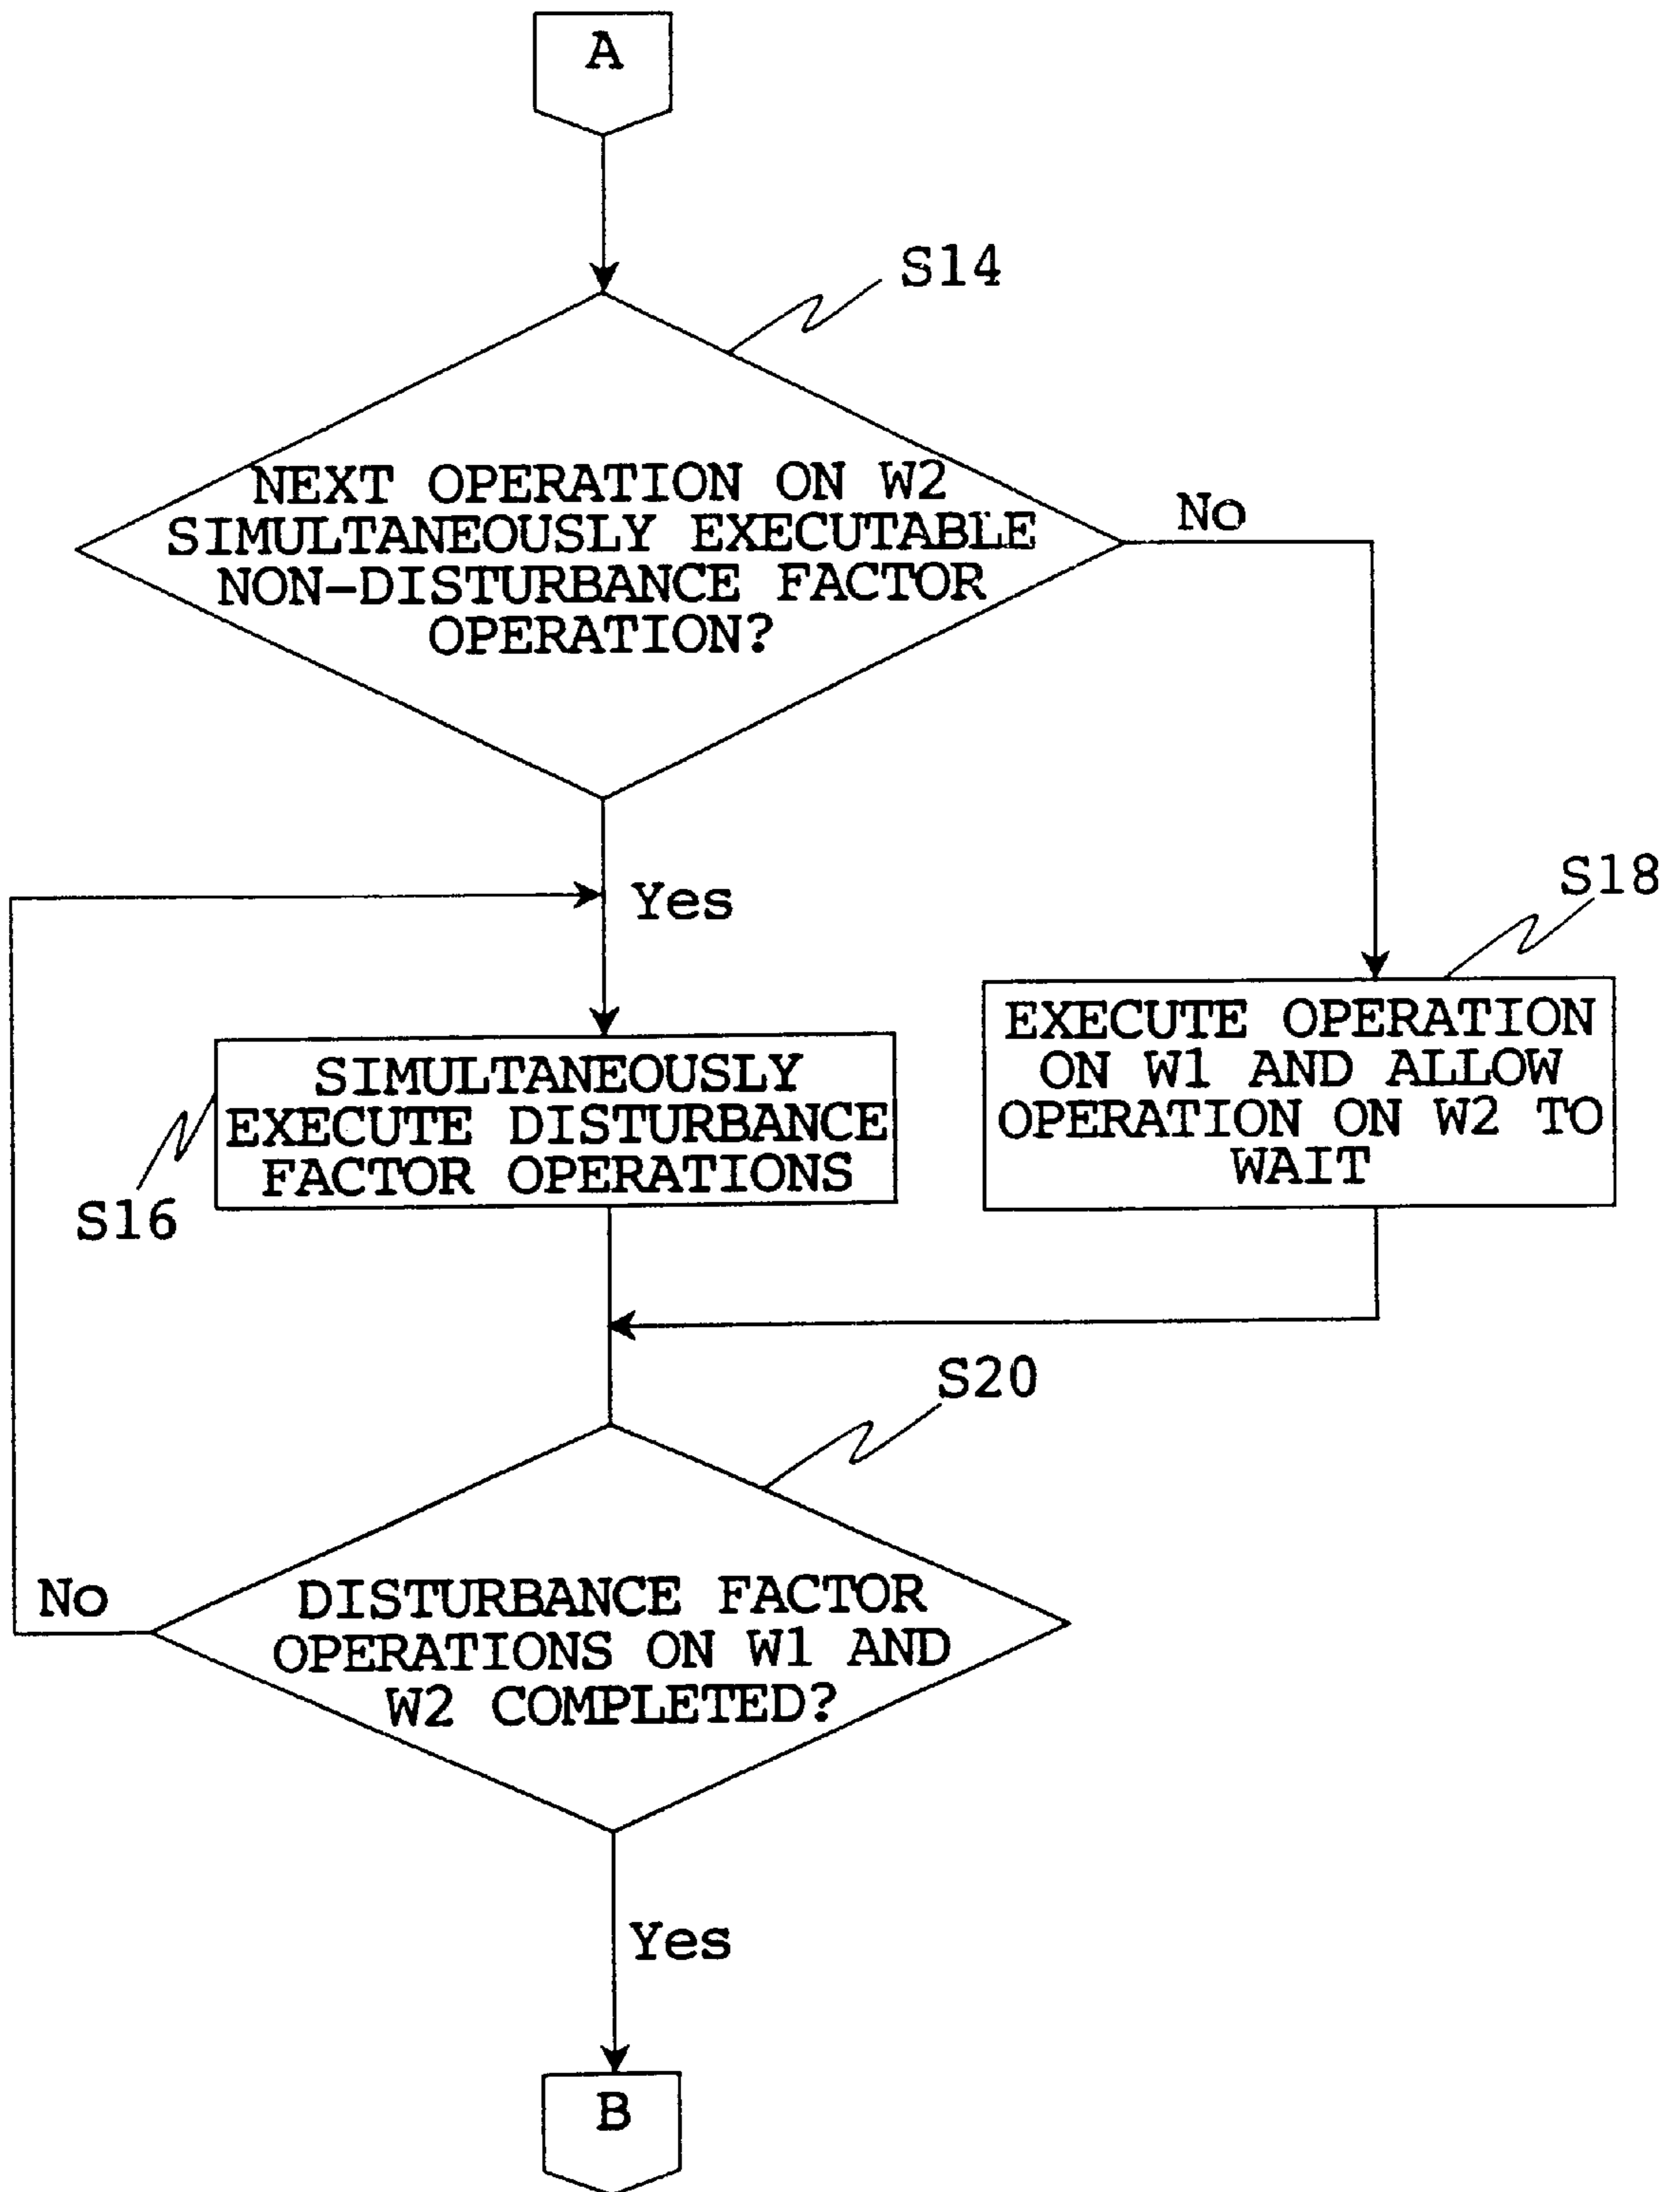 A
S14
NEXT OPERATION ON W2
SIMULTANEOUSLY EXECUTABLE
NON-DISTURBANCE FACTOR
OPERATION?
No
Yes
S18
EXECUTE OPERATION
ON W1 AND ALLOW
OPERATION ON W2 TO
WAIT
SIMULTANEOUSLY
EXECUTE DISTURBANCE
FACTOR OPERATIONS
S16
S20
No
DISTURBANCE FACTOR
OPERATIONS ON W1 AND
W2 COMPLETED?
Yes
B